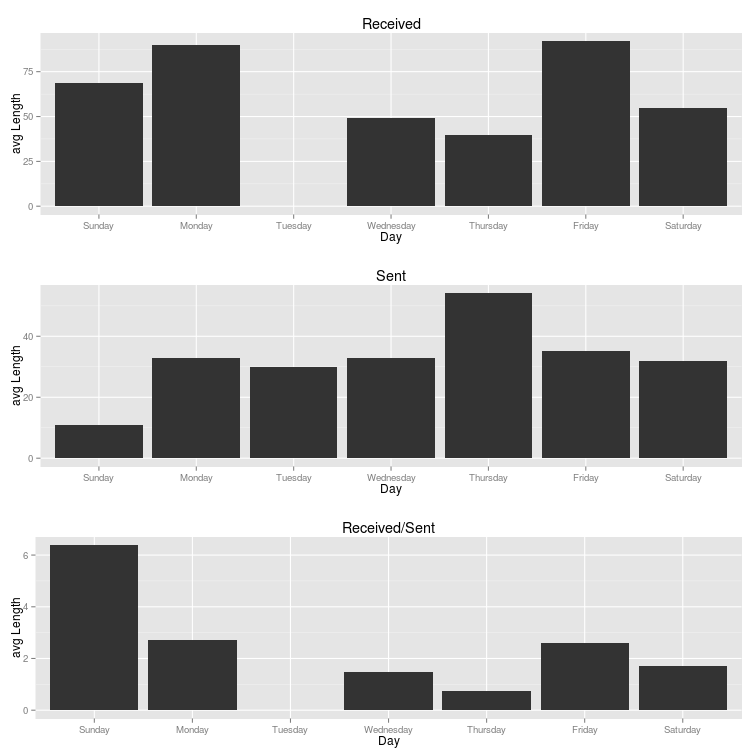 Received
avg Length
75
50
25
0
Sunday Monday Tuesday Wednesday Thursday Friday Saturday
Day
Sent
avg Length
40
20
0
Sunday Monday Tuesday Wednesday Thursday Friday Saturday
Day
Received/Sent
avg Length
6
4
2
0
Sunday Monday Tuesday Wednesday Thursday Friday Saturday
Day